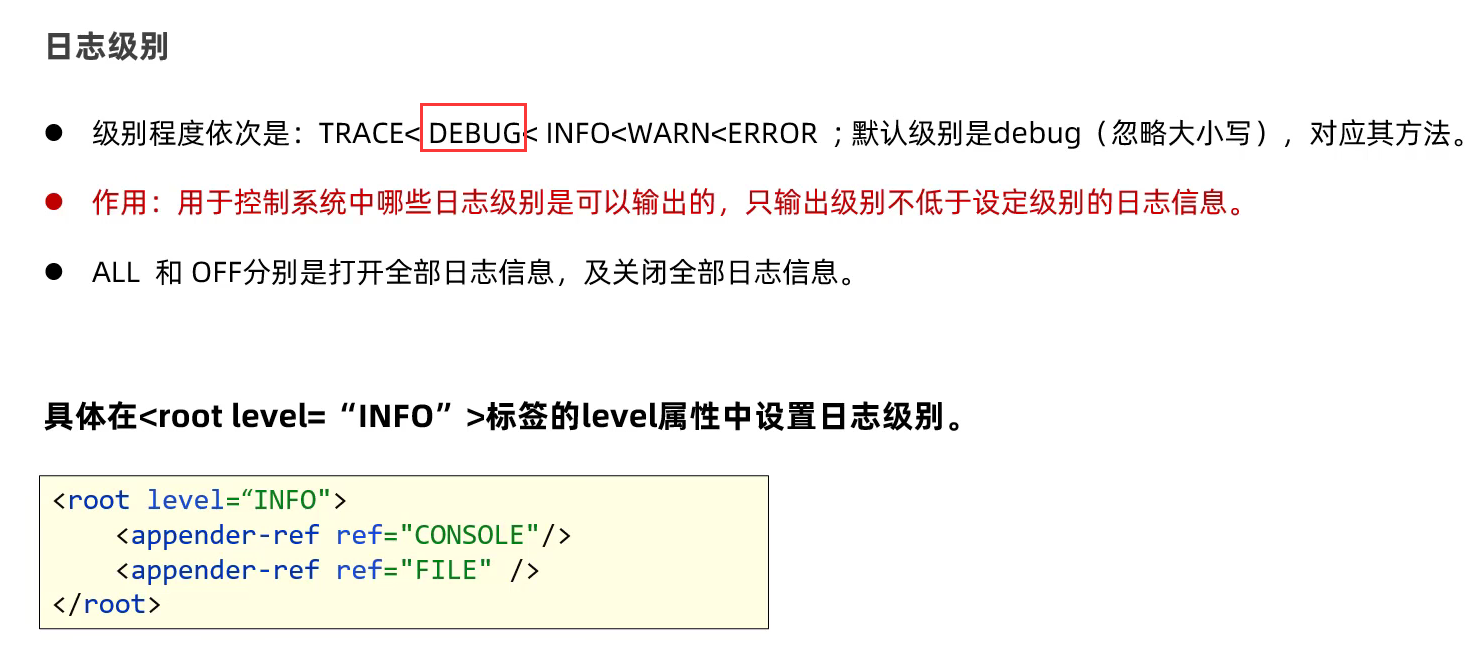 日志级别
● 级别程度依次是：TRACE< DEBUG< INFO<WARN<ERROR ; 默认级别是debug（忽略大小写），对应其方法。
● 作用：用于控制系统中哪些日志级别是可以输出的，只输出级别不低于设定级别的日志信息。
● ALL 和 OFF分别是打开全部日志信息，及关闭全部日志信息。
具体在<root level=“INFO”>标签的level属性中设置日志级别。
<root level=“INFO">
    <appender-ref ref="CONSOLE"/>
    <appender-ref ref="FILE" />
</root>